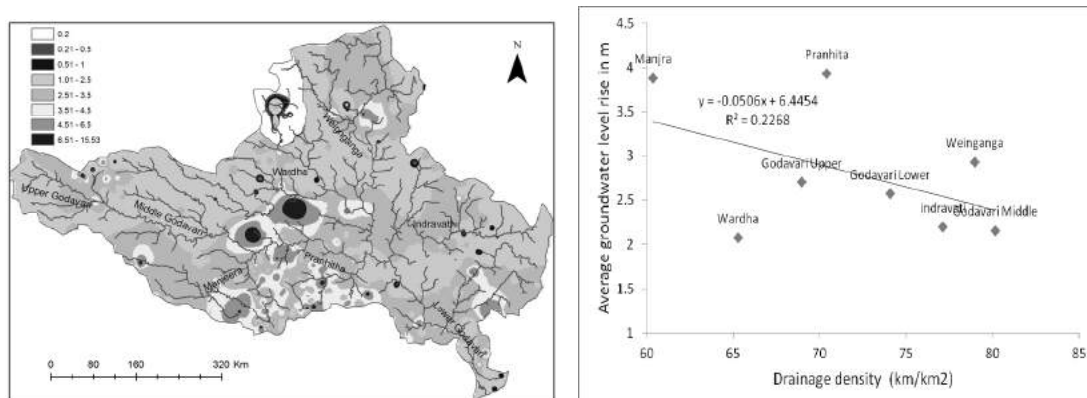 0.2
0.21 - 0.5
0.51 - 1
1.01 - 2.5
2.51 - 3.5
3.51 - 4.5
4.51 - 6.5
6.51 - 15.53
N
Weinganga
Wardha
Upper Godavari
Middle Godavari
Indravati
Pranhitha
Manjeera
Lower Godavari
0 80 160 320 Km
Average groundwater level rise in m
4.5
4
3.5
3
2.5
2
1.5
1
Manjra
Pranhita
y = -0.0506x + 6.4454
R² = 0.2268
Weinganga
Godavari Upper
Godavari Lower
Wardha
Indravati
Godavari Middle
60 65 70 75 80 85
Drainage density (km/km2)